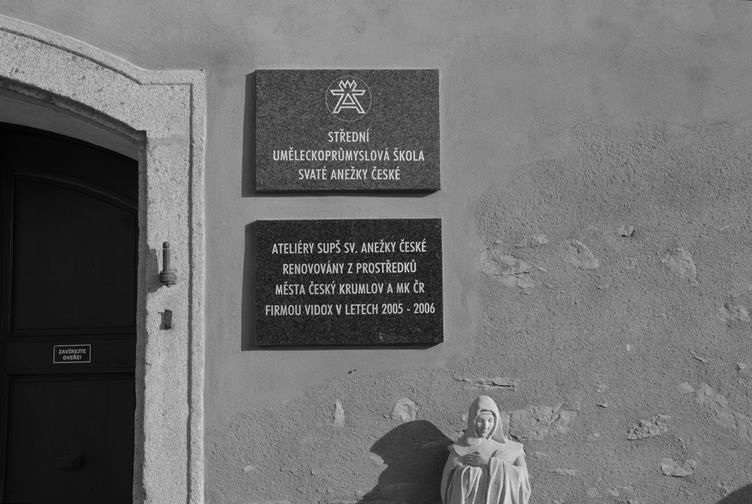 STŘEDNÍ
UMĚLECKOPRŮMYSLOVÁ ŠKOLA
SVATÉ ANEŽKY ČESKÉ
ATELIÉRY SUPŠ SV. ANEŽKY ČESKÉ
RENOVOVÁNY Z PROSTŘEDKŮ
MĚSTA ČESKÝ KRUMLOV A MK ČR
FIRMOU VIDOX V LETECH 2005 - 2006
ZAVÍREJTE
DVEŘE!